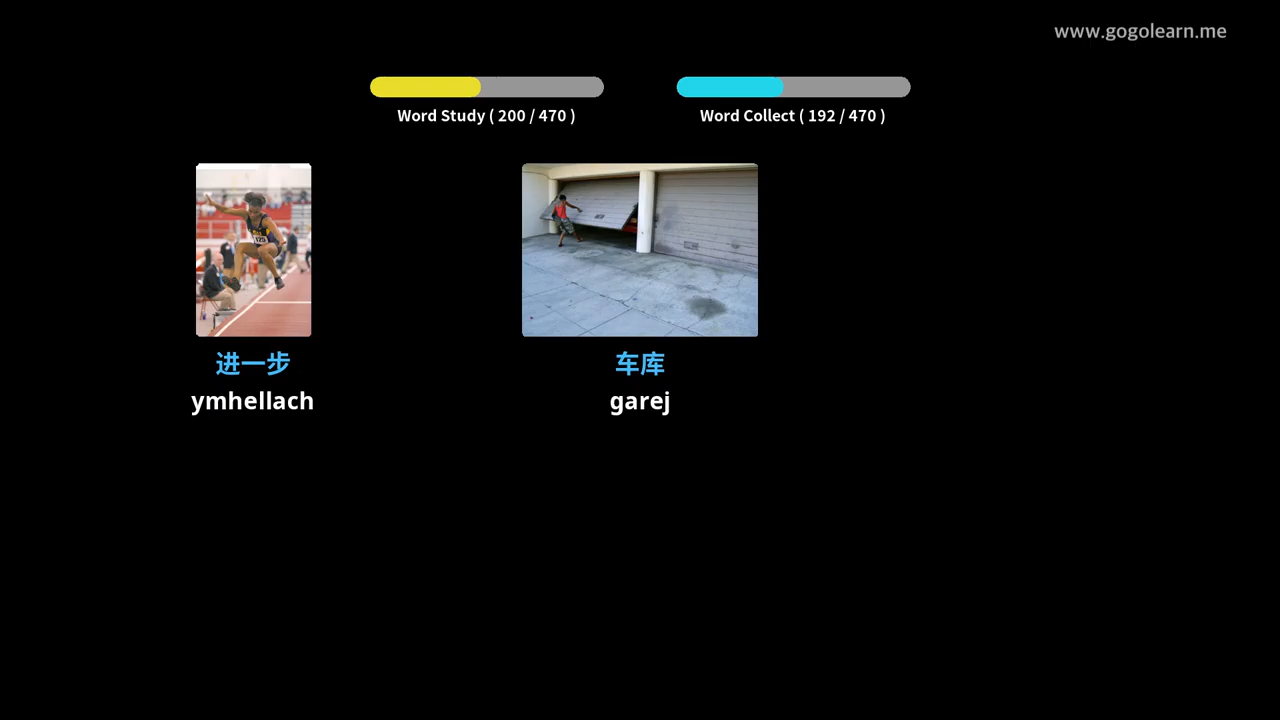 www.gogolearn.me
Word Study ( 200 / 470 )
Word Collect ( 192 / 470 )
进一步
ymhellach
车库
garej